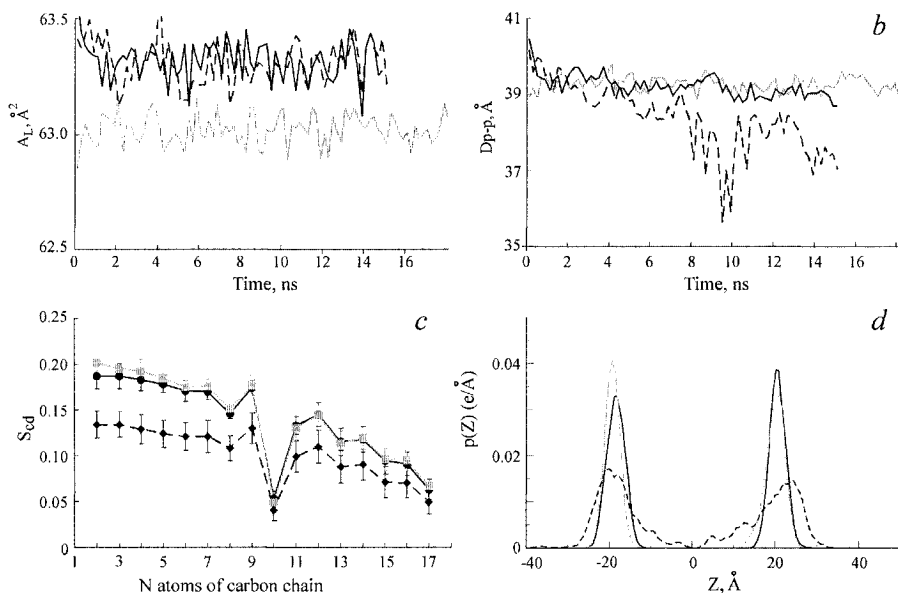 63.5
63.0
62.5
A_L, Å²
0 2 4 6 8 10 12 14 16
Time, ns
b
41
39
37
35
Dp-p, Å
0 2 4 6 8 10 12 14 16 18
Time, ns
c
0.25
0.20
0.15
0.10
0.05
0
S_cd
1 3 5 7 9 11 13 15 17
N atoms of carbon chain
d
0.04
0.02
0
p(Z) (e/Å)
-40 -20 0 20 40
Z, Å